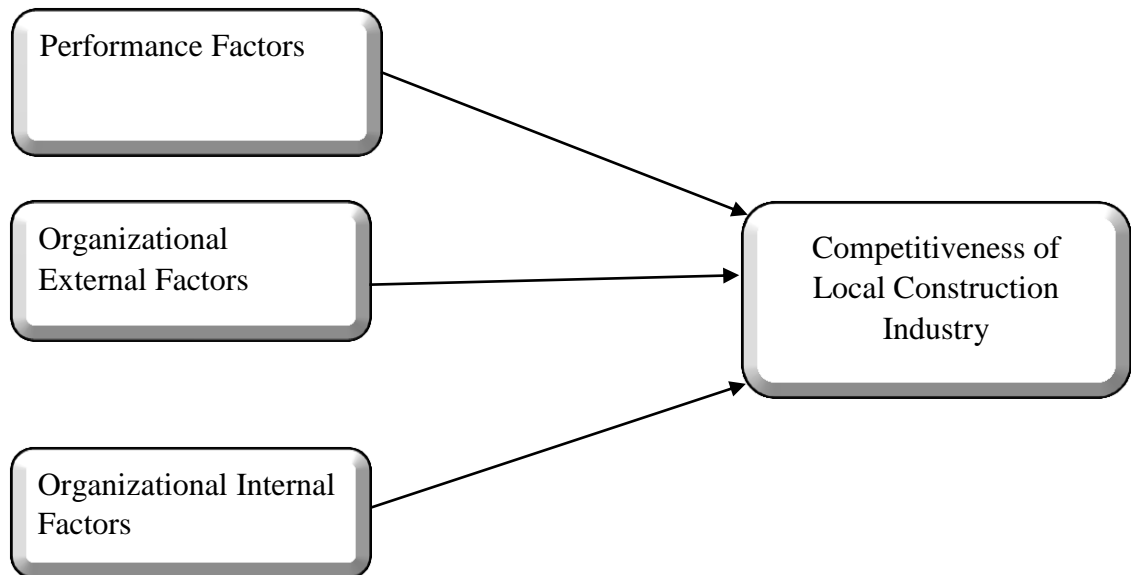 Performance Factors
Organizational
External Factors
Organizational Internal
Factors
Competitiveness of
Local Construction
Industry